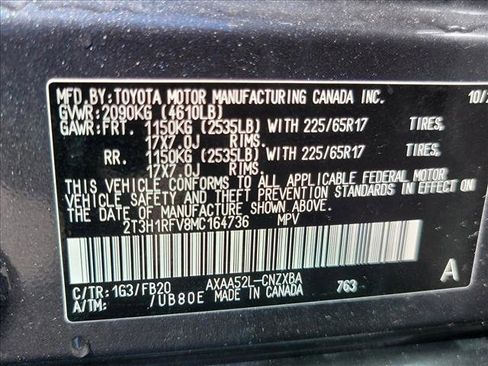 MFD.BY: TOYOTA MOTOR MANUFACTURING CANADA INC. 10/
GVWR: 2090KG (4610LB)
GAWR: FRT. 1150KG (2535LB) WITH 225/65R17 TIRES,
17X7.0J RIMS.
RR. 1150KG (2535LB) WITH 225/65R17 TIRES,
17X7.0J RIMS.
THIS VEHICLE CONFORMS TO ALL APPLICABLE FEDERAL MOTOR
VEHICLE SAFETY AND THEFT PREVENTION STANDARDS IN EFFECT ON
THE DATE OF MANUFACTURE SHOWN ABOVE.
2T3H1RFV8MC164736 MPV
C/TR: 1G3/FB20 AXAA52L-CNZXBA 763 A
A/TM: /UB80E MADE IN CANADA